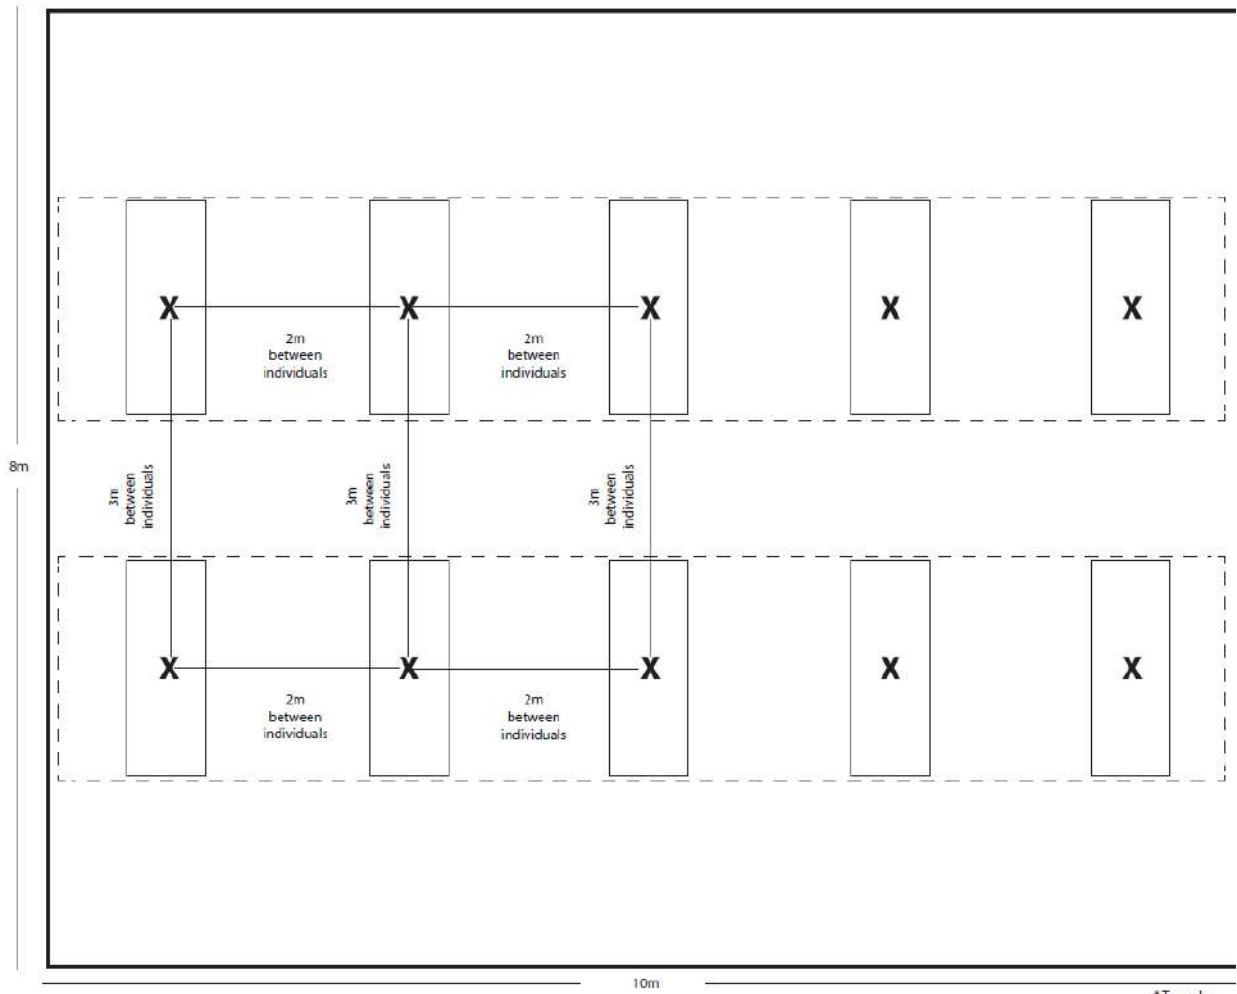 X X X X X
2m
between
individuals
2m
between
individuals
8m
3m
between
individuals
3m
between
individuals
3m
between
individuals
X X X X X
2m
between
individuals
2m
between
individuals
10m